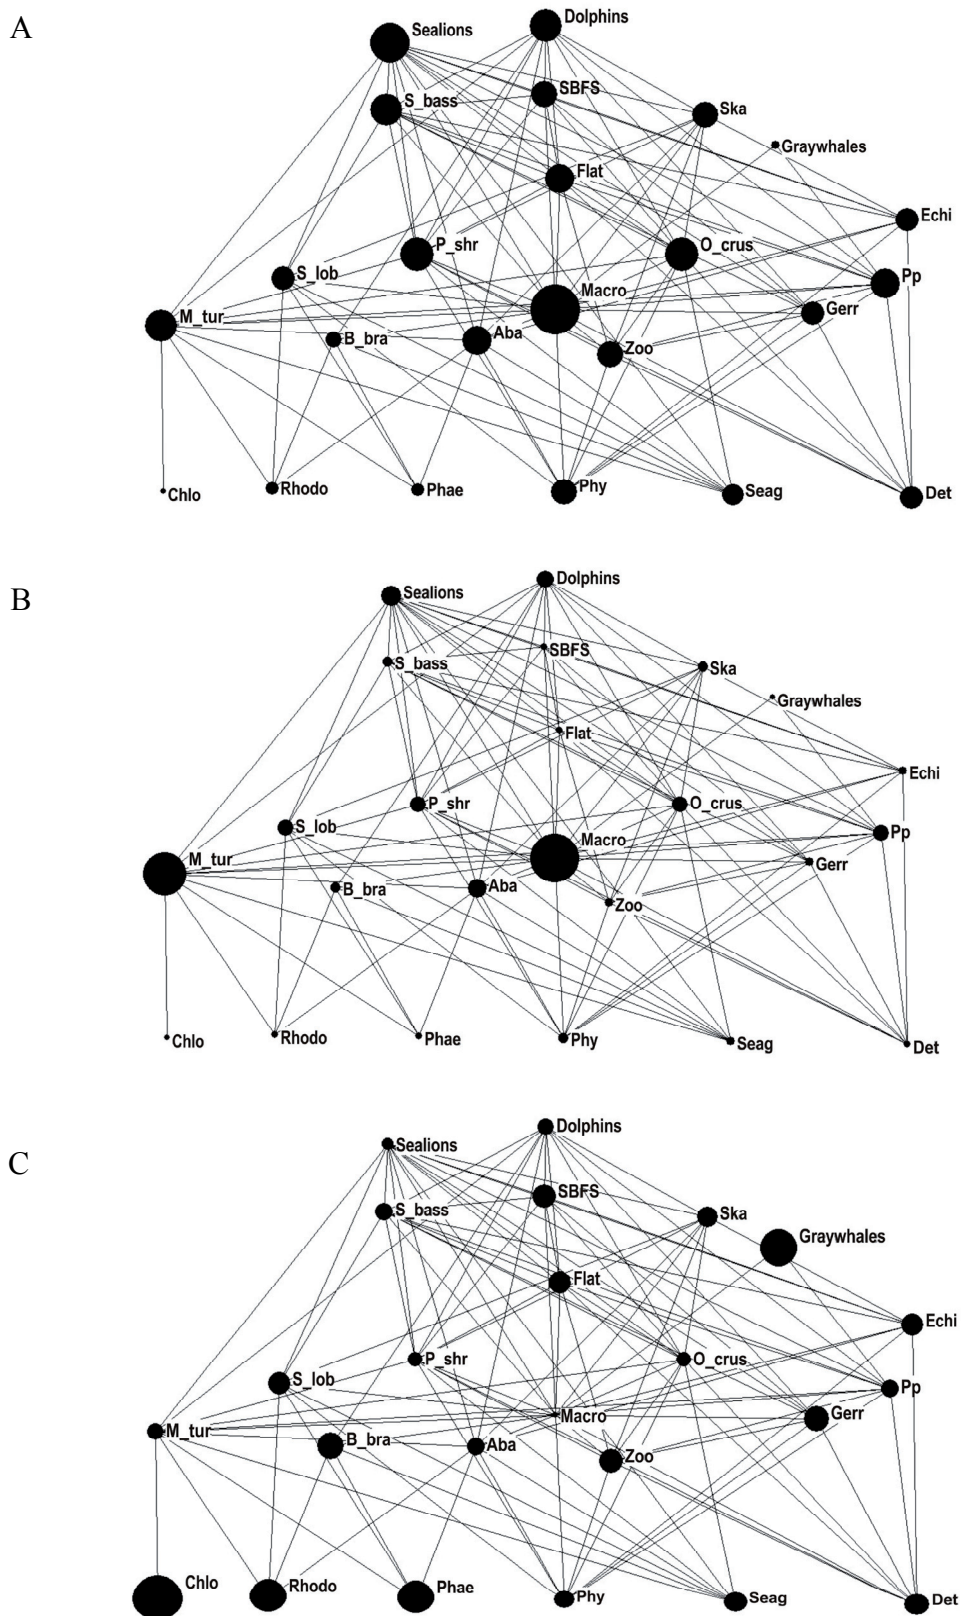 A
Sealions
Dolphins
S_bass
SBFS
Ska
Graywhales
Flat
Echi
P_shr
O_crus
S_lob
Pp
Macro
M_tur
Gerr
B_bra
Aba
Zoo
Chlo
Rhodo
Phae
Phy
Seag
Det
B
Dolphins
Sealions
SBFS
S_bass
Ska
Graywhales
Flat
Echi
P_shr
O_crus
S_lob
Pp
Macro
M_tur
Gerr
B_bra
Aba
Zoo
Chlo
Rhodo
Phae
Phy
Seag
Det
C
Dolphins
Sealions
SBFS
S_bass
Ska
Graywhales
Flat
Echi
P_shr
O_crus
S_lob
Pp
Macro
M_tur
Gerr
B_bra
Aba
Zoo
Chlo
Rhodo
Phae
Phy
Seag
Det